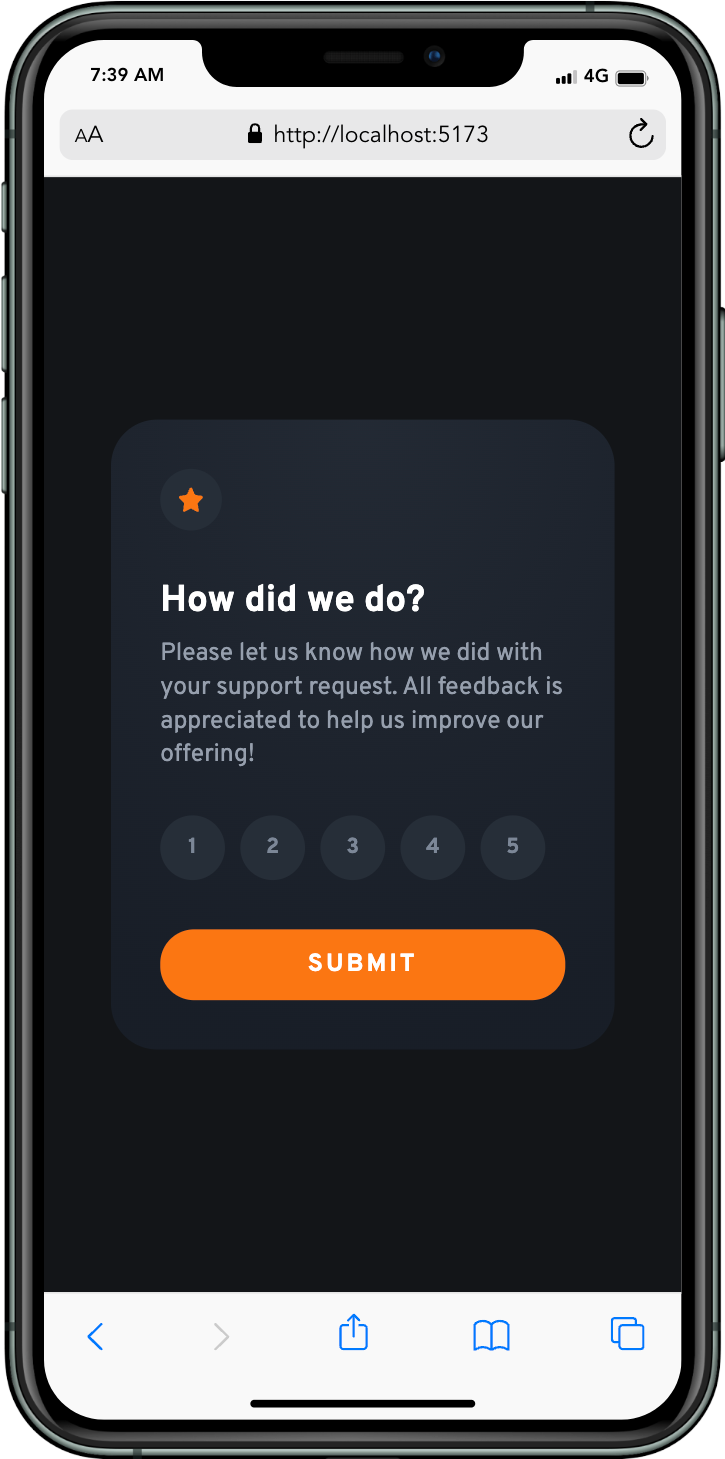 7:39 AM
4G
AA
http://localhost:5173
How did we do?
Please let us know how we did with
your support request. All feedback is
appreciated to help us improve our
offering!
1 2 3 4 5
SUBMIT